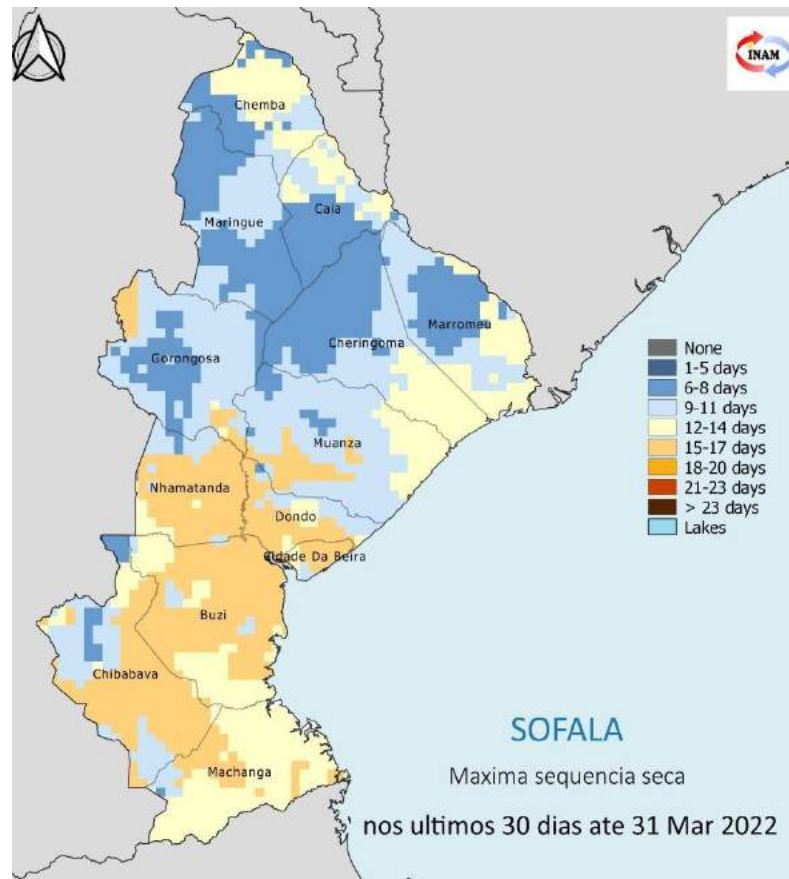 INAM
Chemba
Caia
Maringue
Marromeu
Cheringoma
Gorongosa
Muanza
Nhamatanda
Dondo
Cidade Da Beira
Buzi
Chibabava
Machanga
None
1-5 days
6-8 days
9-11 days
12-14 days
15-17 days
18-20 days
21-23 days
> 23 days
Lakes
SOFALA
Maxima sequencia seca
nos ultimos 30 dias ate 31 Mar 2022